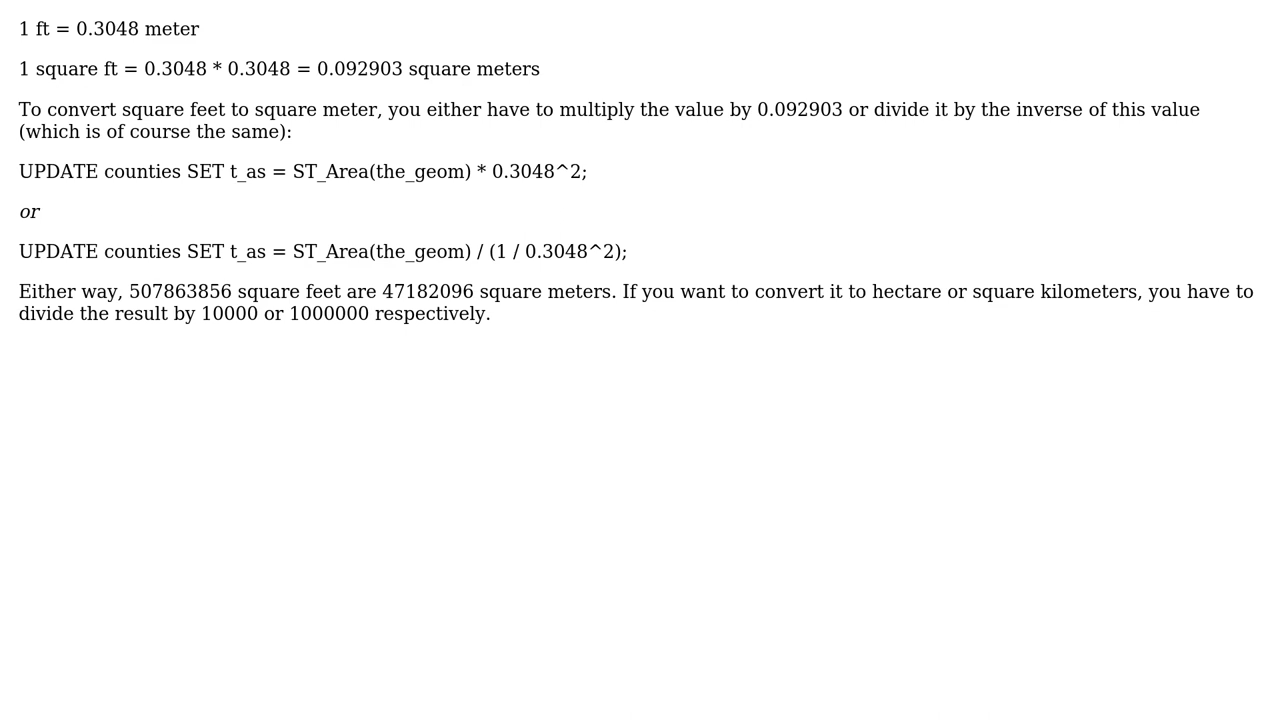 1 ft = 0.3048 meter
1 square ft = 0.3048 * 0.3048 = 0.092903 square meters
To convert square feet to square meter, you either have to multiply the value by 0.092903 or divide it by the inverse of this value
(which is of course the same):
UPDATE counties SET t_as = ST_Area(the_geom) * 0.3048^2;
or
UPDATE counties SET t_as = ST_Area(the_geom) / (1 / 0.3048^2);
Either way, 507863856 square feet are 47182096 square meters. If you want to convert it to hectare or square kilometers, you have to
divide the result by 10000 or 1000000 respectively.